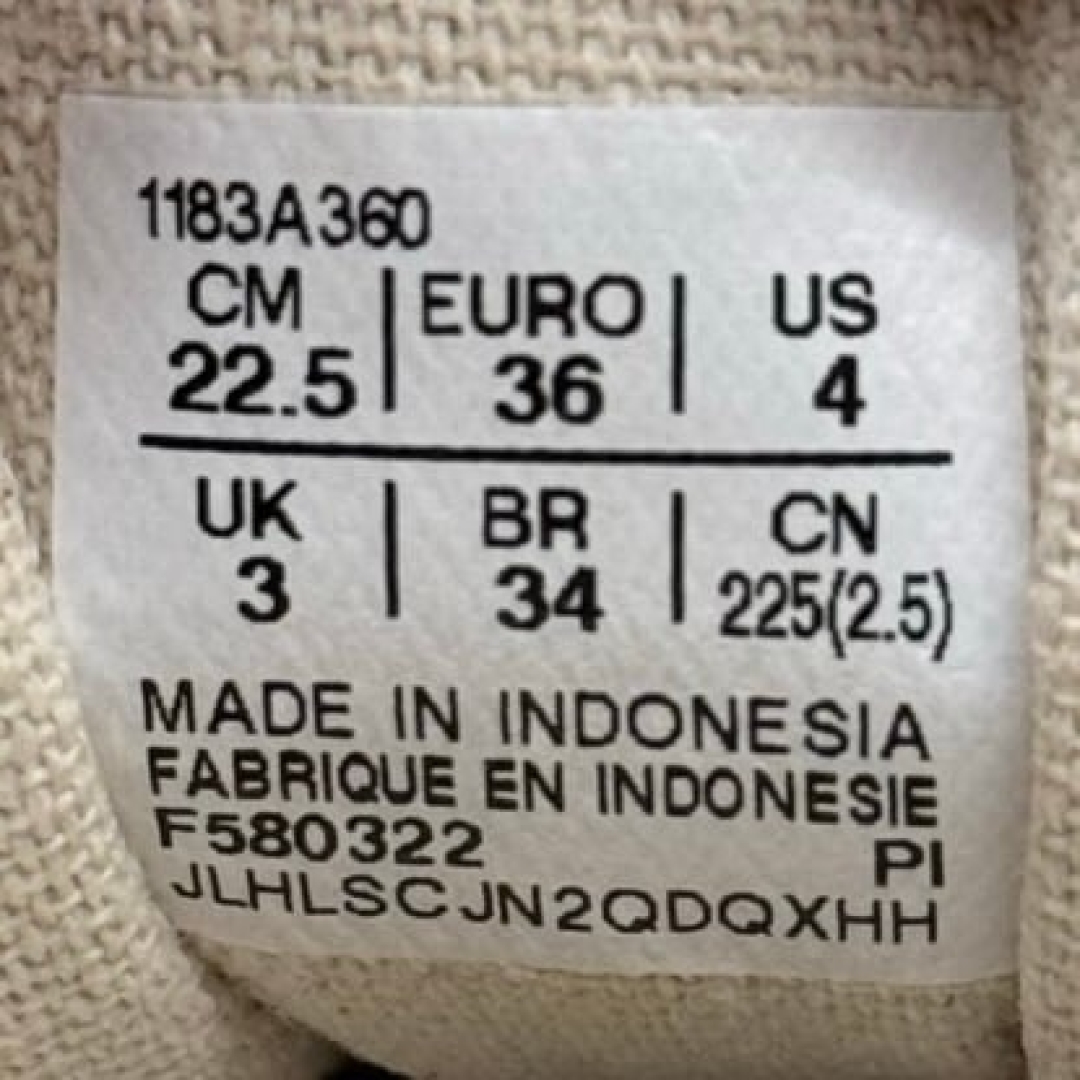 1183A360
CM | EURO | US
22.5 | 36 | 4
UK | BR | CN
3 | 34 | 225(2.5)
MADE IN INDONESIA
FABRIQUE EN INDONESIE
F580322 PI
JLHLSCJN2QDQXHH